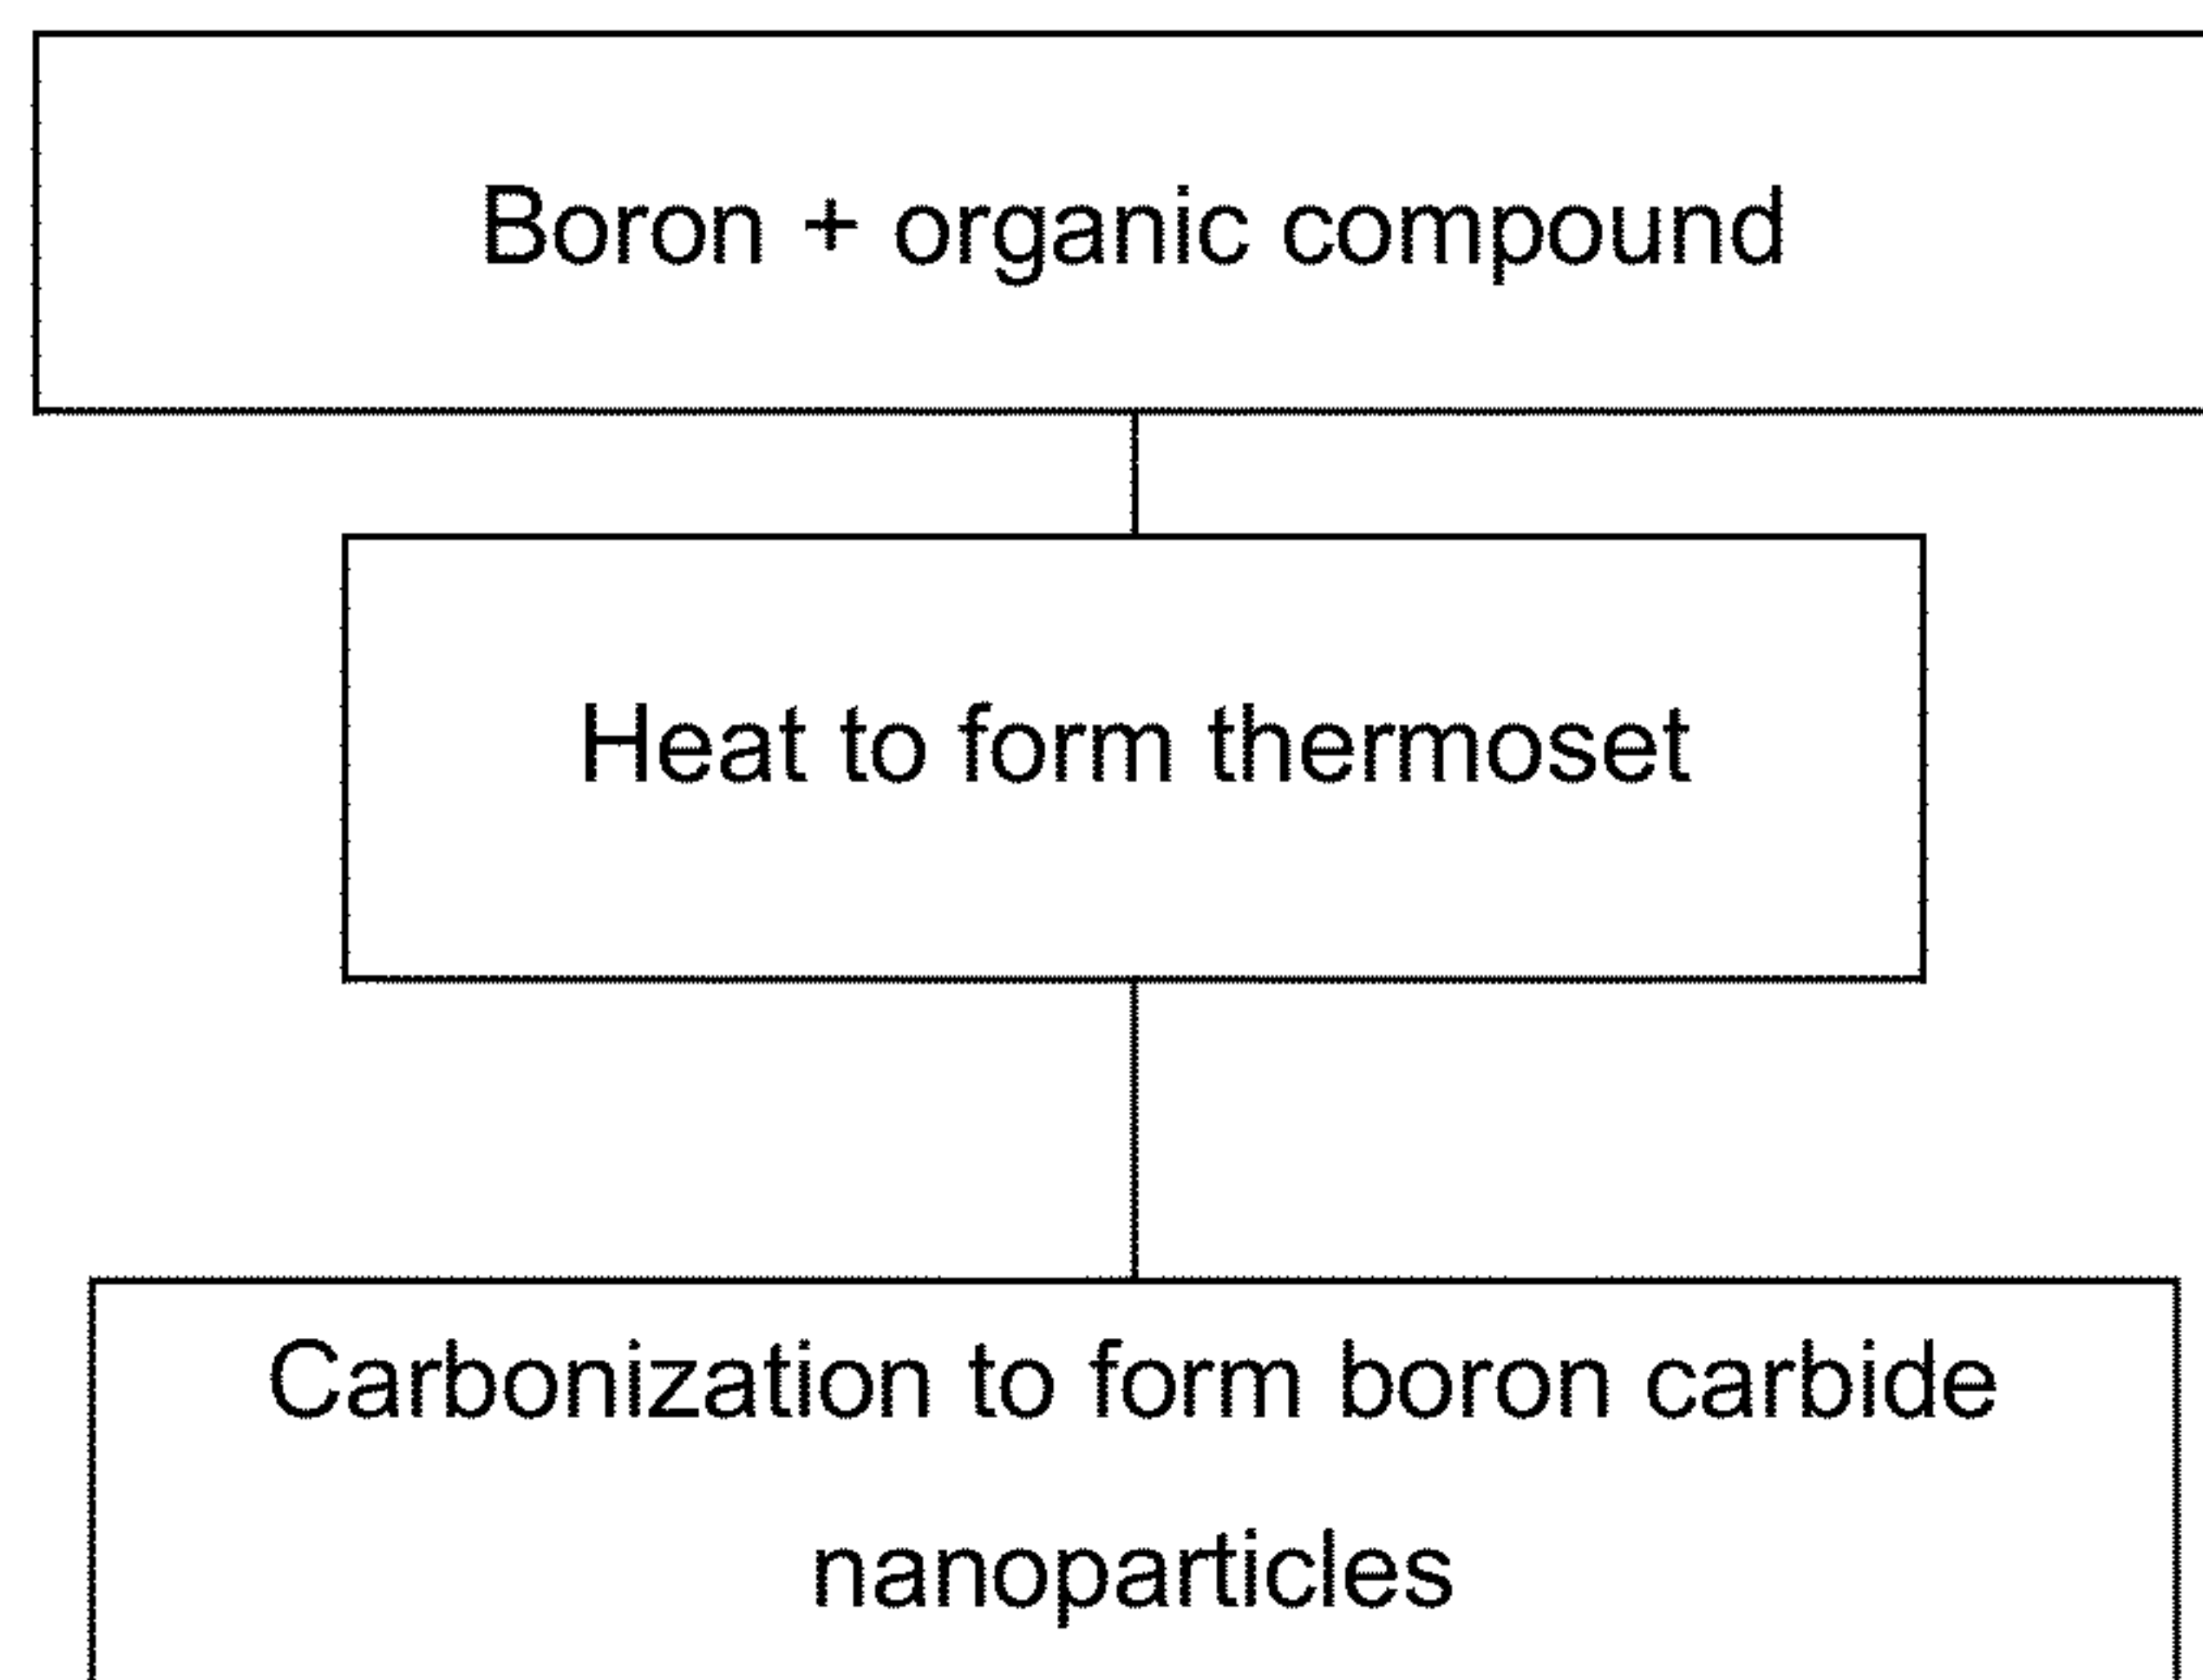 Boron + organic compound
Heat to form thermoset
Carbonization to form boron carbide
nanoparticles